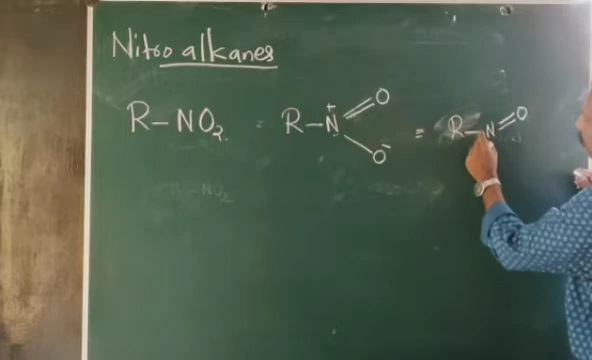 Nitro alkanes
R-NO₂ = R-N⁺(=O)-O⁻ = R-N=O